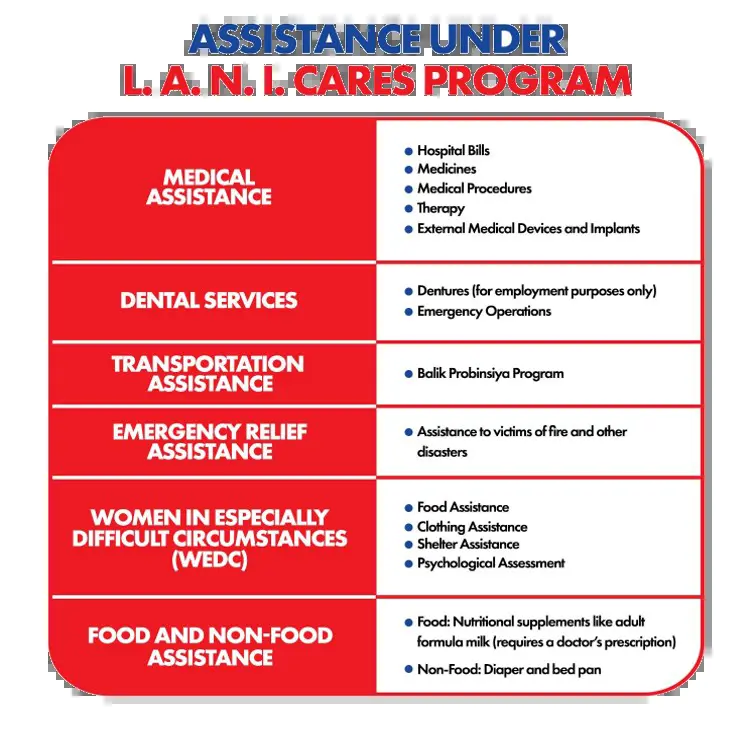 ASSISTANCE UNDER
L. A. N. I. CARES PROGRAM
MEDICAL
ASSISTANCE
Hospital Bills
Medicines
Medical Procedures
Therapy
External Medical Devices and Implants
DENTAL SERVICES
Dentures (for employment purposes only)
Emergency Operations
TRANSPORTATION
ASSISTANCE
Balik Probinsiya Program
EMERGENCY RELIEF
ASSISTANCE
Assistance to victims of fire and other
disasters
WOMEN IN ESPECIALLY
DIFFICULT CIRCUMSTANCES
(WEDC)
Food Assistance
Clothing Assistance
Shelter Assistance
Psychological Assessment
FOOD AND NON-FOOD
ASSISTANCE
Food: Nutritional supplements like adult
formula milk (requires a doctor's prescription)
Non-Food: Diaper and bed pan